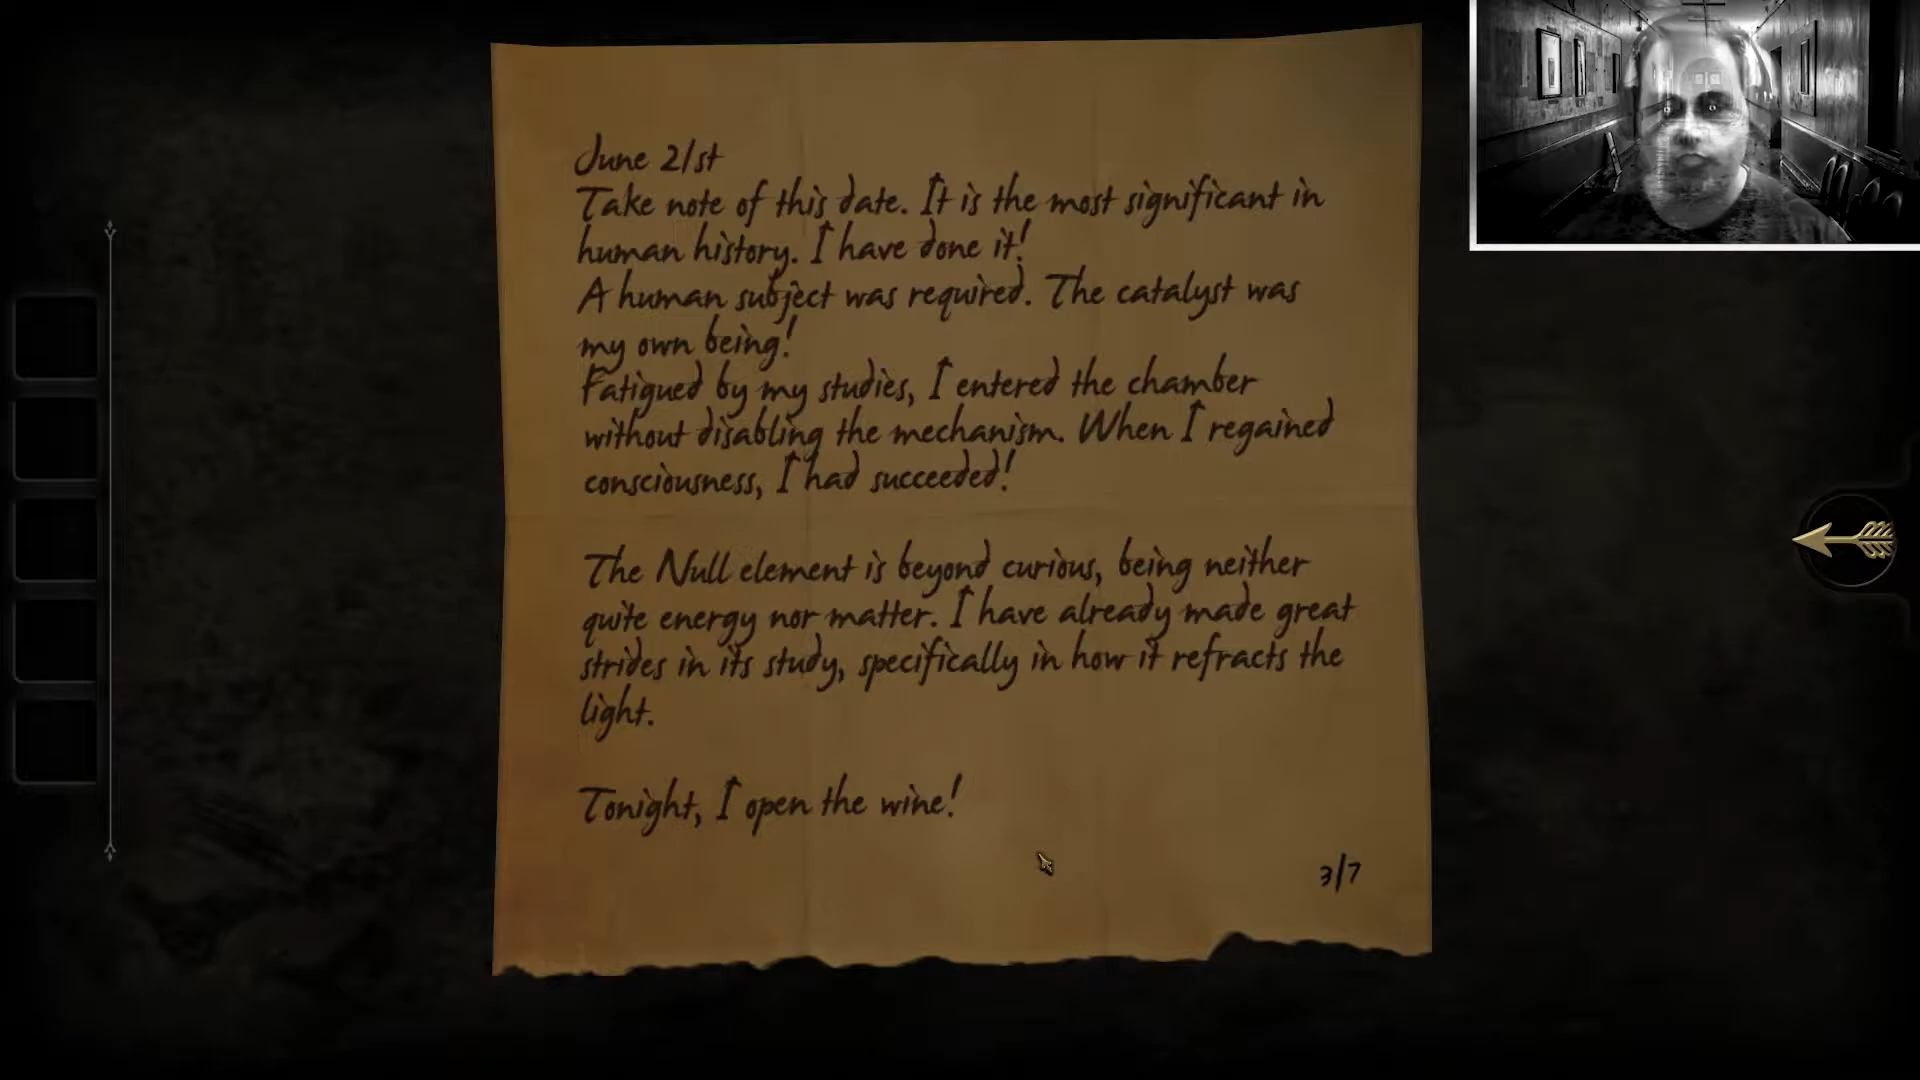 June 21st
Take note of this date. It is the most significant in
human history. I have done it!
A human subject was required. The catalyst was
my own being!
Fatigued by my studies, I entered the chamber
without disabling the mechanism. When I regained
consciousness, I had succeeded!
The Null element is beyond curious, being neither
quite energy nor matter. I have already made great
strides in its study, specifically in how it refracts the
light.
Tonight, I open the wine!
3/7